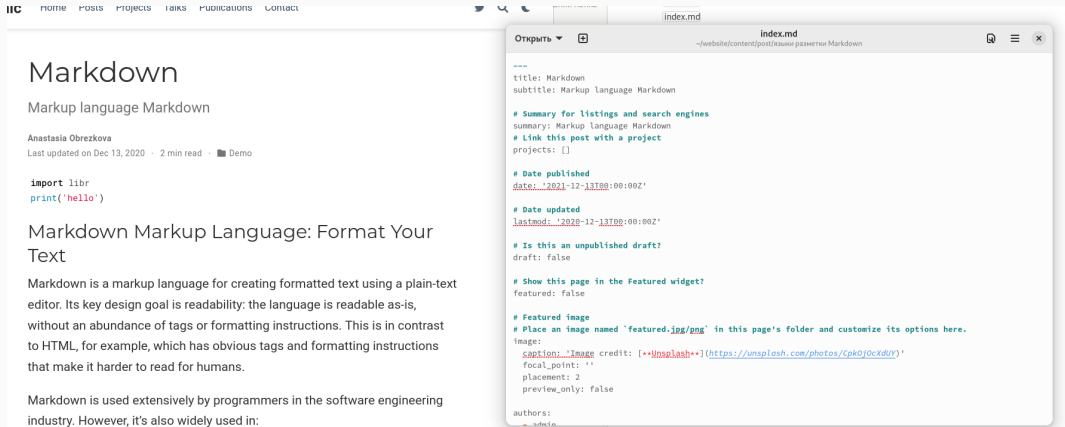 Home Posts Projects Talks Publications Contact
Markdown
Markup language Markdown
Anastasia Obrezkova
Last updated on Dec 13, 2020 · 2 min read · Demo
import libr
print('hello')
Markdown Markup Language: Format Your
Text
Markdown is a markup language for creating formatted text using a plain-text
editor. Its key design goal is readability: the language is readable as-is,
without an abundance of tags or formatting instructions. This is in contrast
to HTML, for example, which has obvious tags and formatting instructions
that make it harder to read for humans.
Markdown is used extensively by programmers in the software engineering
industry. However, it's also widely used in:
index.md
Открыть
index.md
~/website/content/post/языки разметки Markdown
---
title: Markdown
subtitle: Markup language Markdown
# Summary for listings and search engines
summary: Markup language Markdown
# Link this post with a project
projects: []
# Date published
date: '2021-12-13T00:00:00Z'
# Date updated
lastmod: '2020-12-13T00:00:00Z'
# Is this an unpublished draft?
draft: false
# Show this page in the Featured widget?
featured: false
# Featured image
# Place an image named `featured.jpg/png` in this page's folder and customize its options here.
image:
caption: 'Image credit: [**Unsplash**](https://unsplash.com/photos/CpkOjOcXdUY)'
focal_point: ''
placement: 2
preview_only: false
authors:
- admin